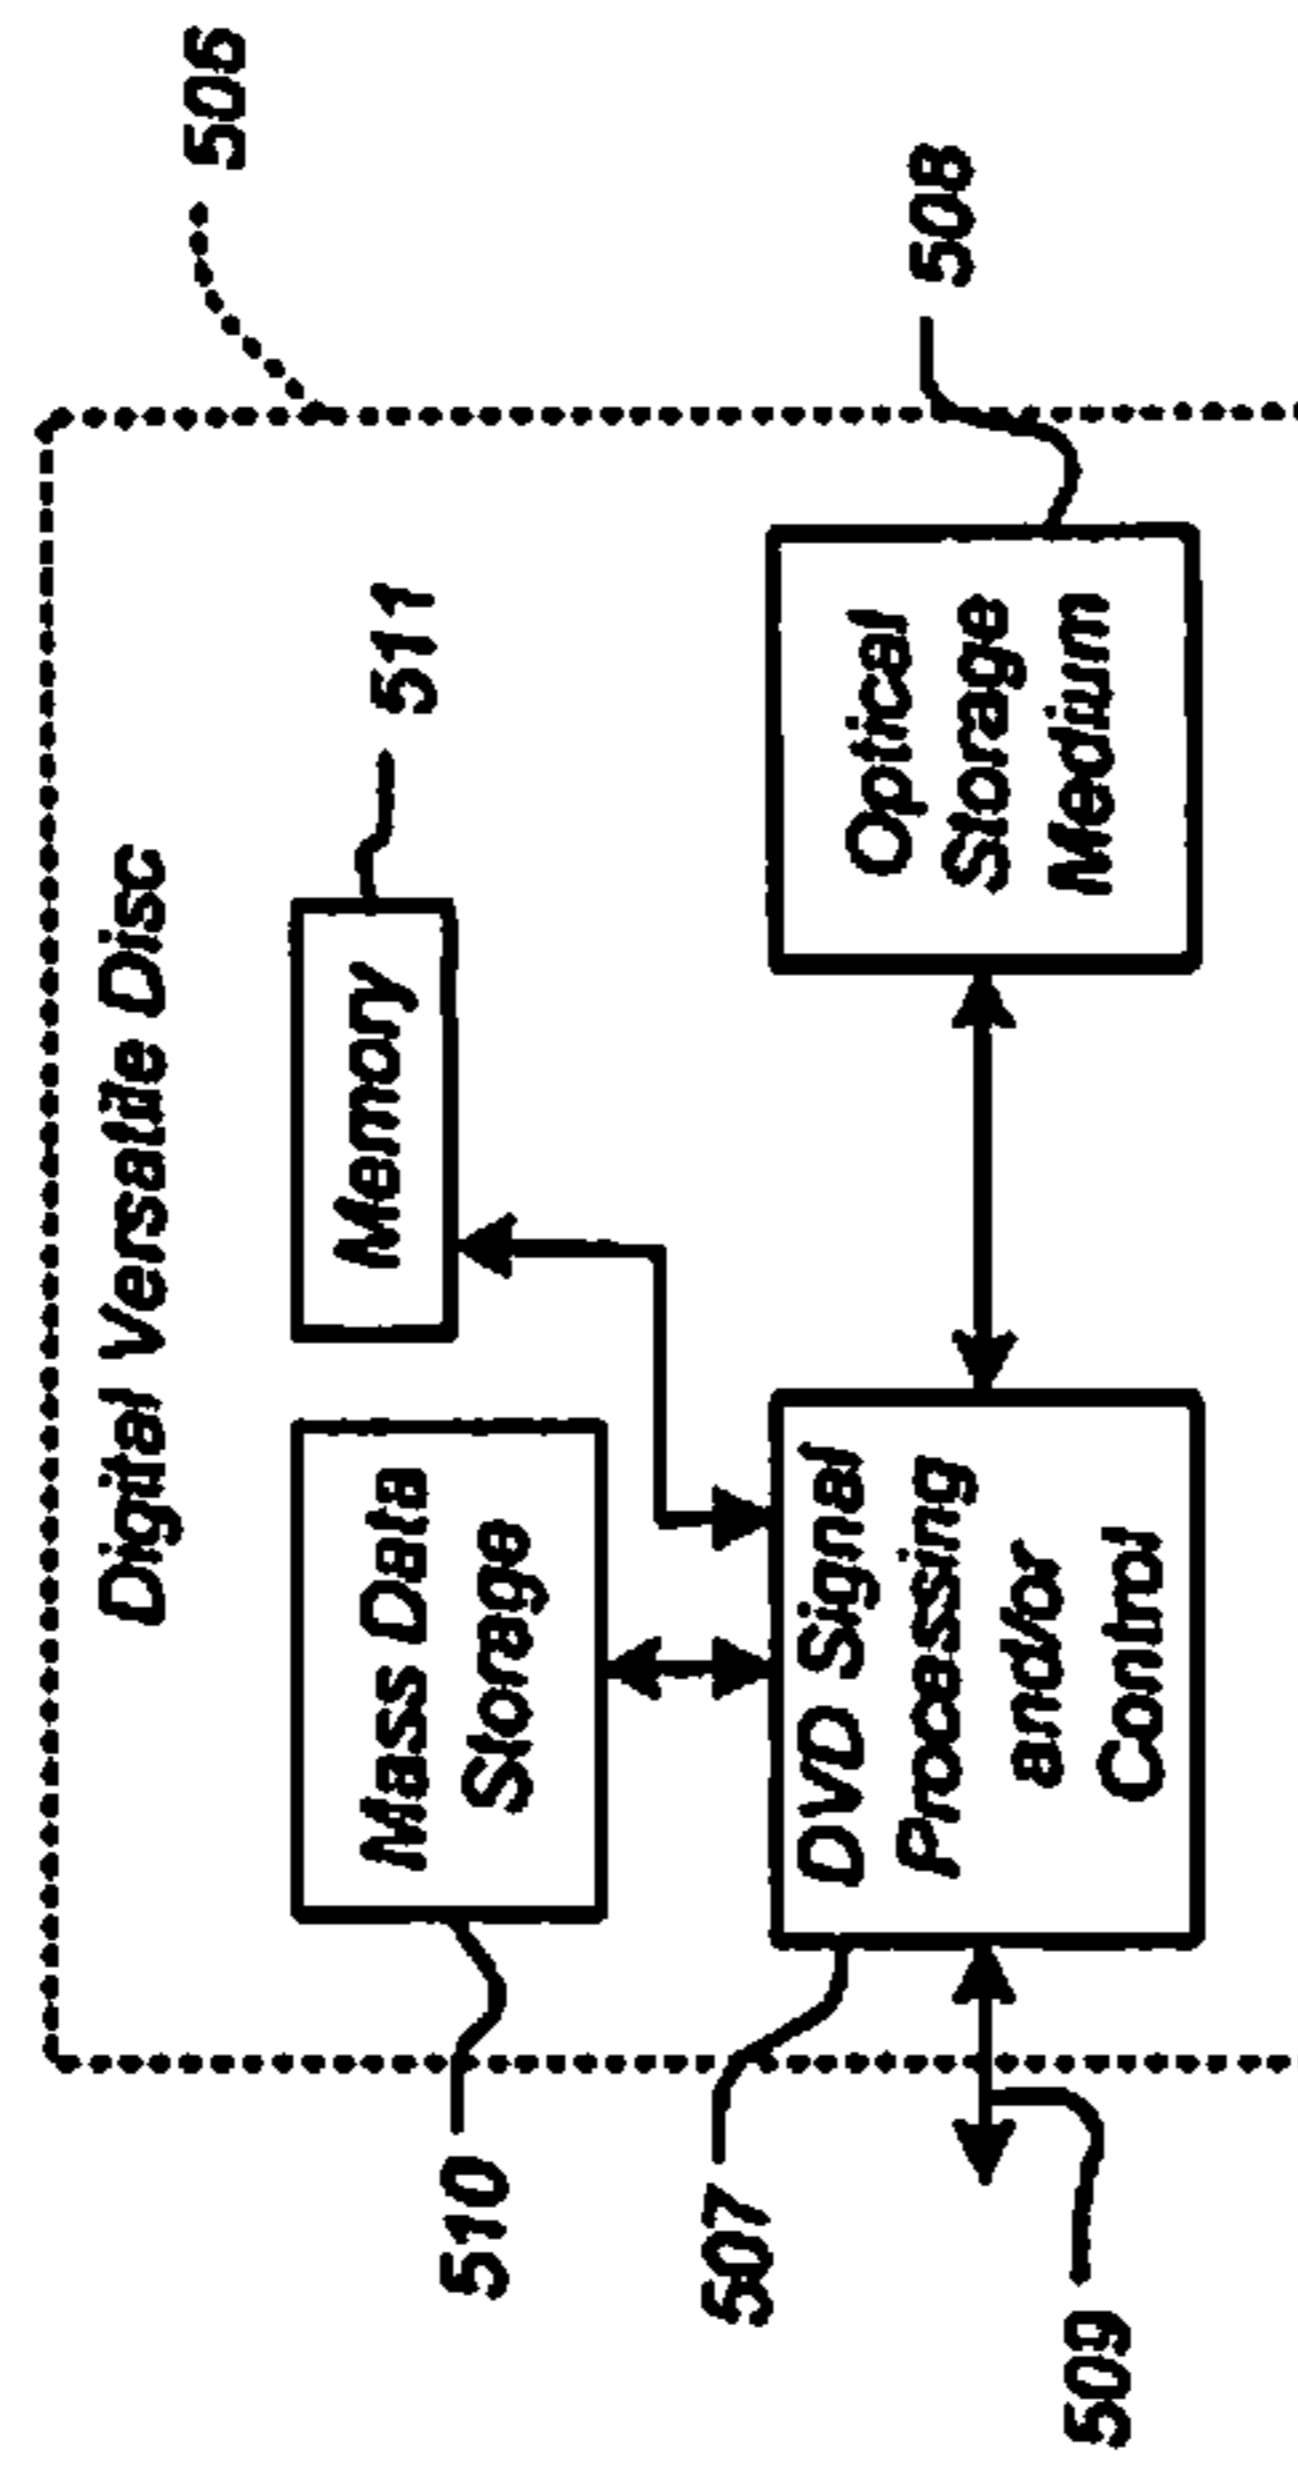 506
Digital Versatile Disc
511
Memory
Mass Data
Storage
510
508
Optical
Storage
Medium
DVD Signal
Processing
and/or
Control
507
509